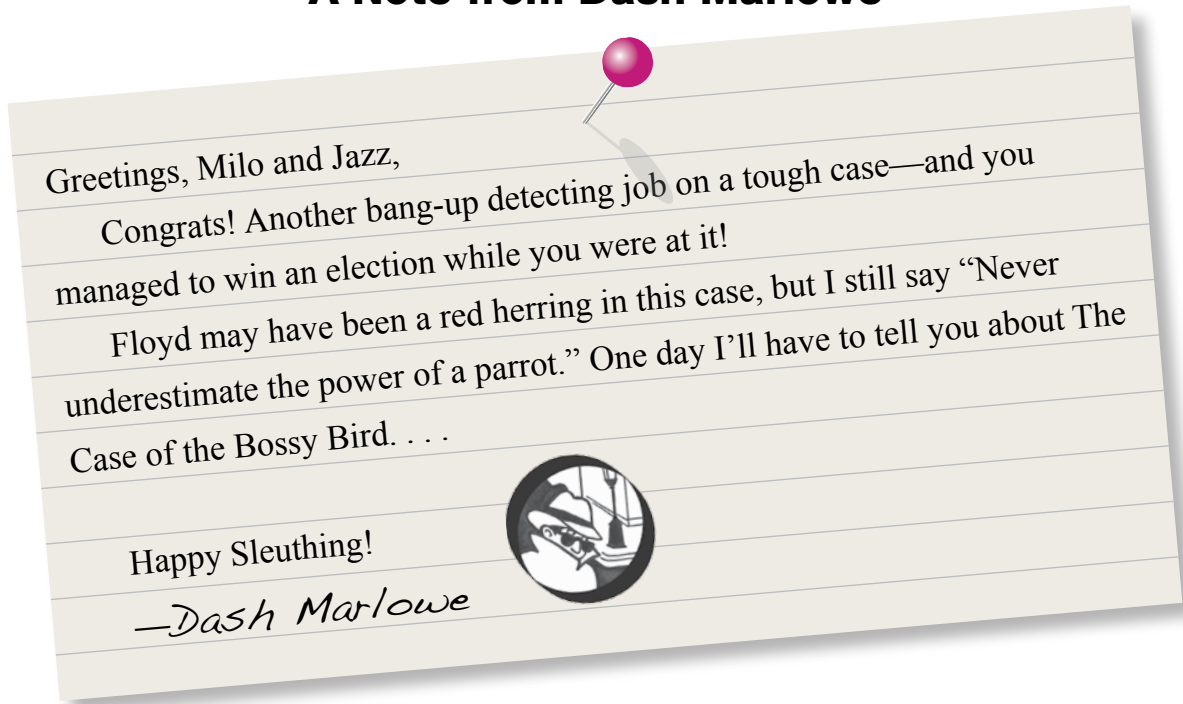 A Note from Dash Marlowe
Greetings, Milo and Jazz,
Congrats! Another bang-up detecting job on a tough case—and you
managed to win an election while you were at it!
Floyd may have been a red herring in this case, but I still say “Never
underestimate the power of a parrot.” One day I’ll have to tell you about The
Case of the Bossy Bird. . . .
Happy Sleuthing!
—Dash Marlowe